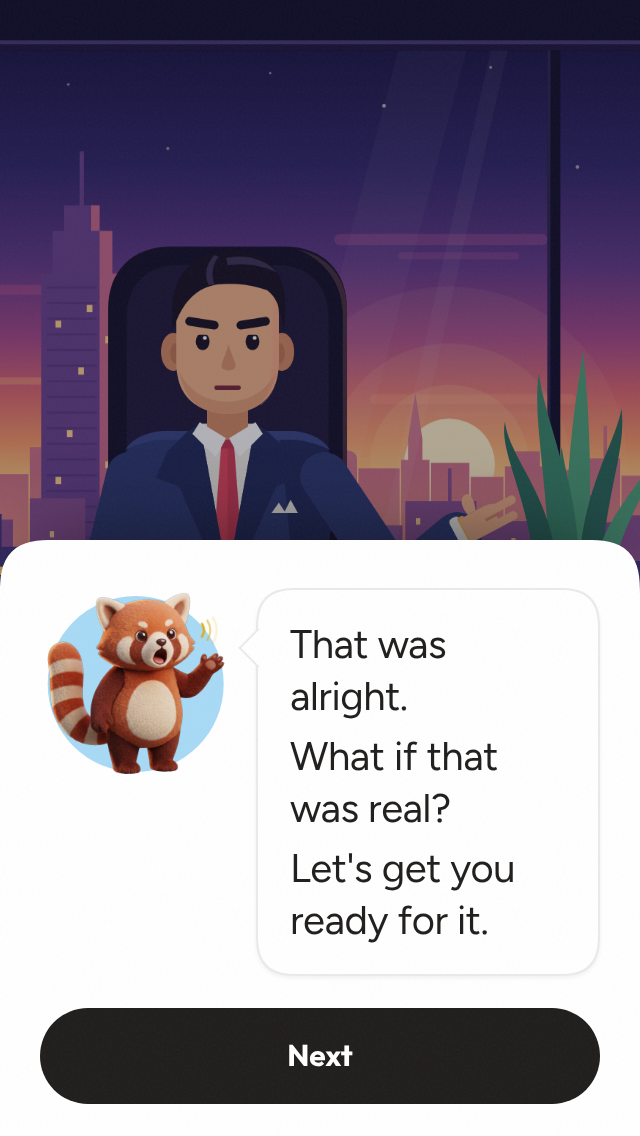 That was
alright.
What if that
was real?
Let's get you
ready for it.
Next